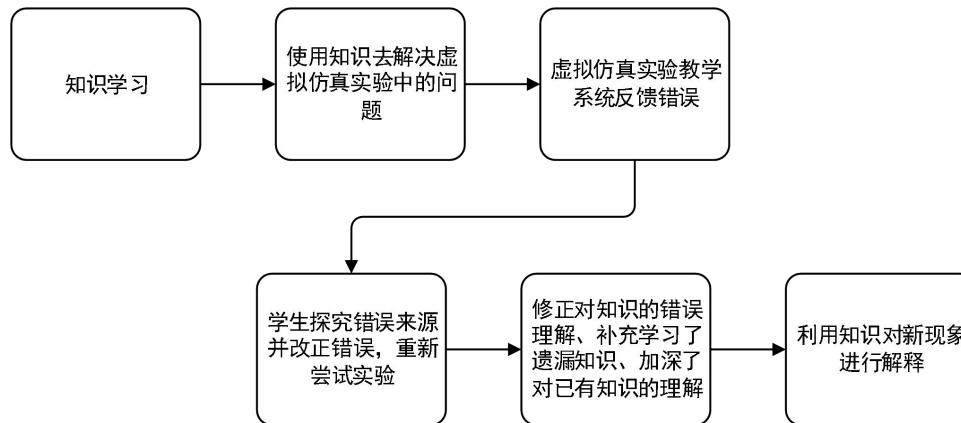 知识学习
使用知识去解决虚
拟仿真实验中的问
题
虚拟仿真实验教学
系统反馈错误
学生探究错误来源
并改正错误，重新
尝试实验
修正对知识的错误
理解、补充学习了
遗漏知识、加深了
对已有知识的理解
利用知识对新现象
进行解释